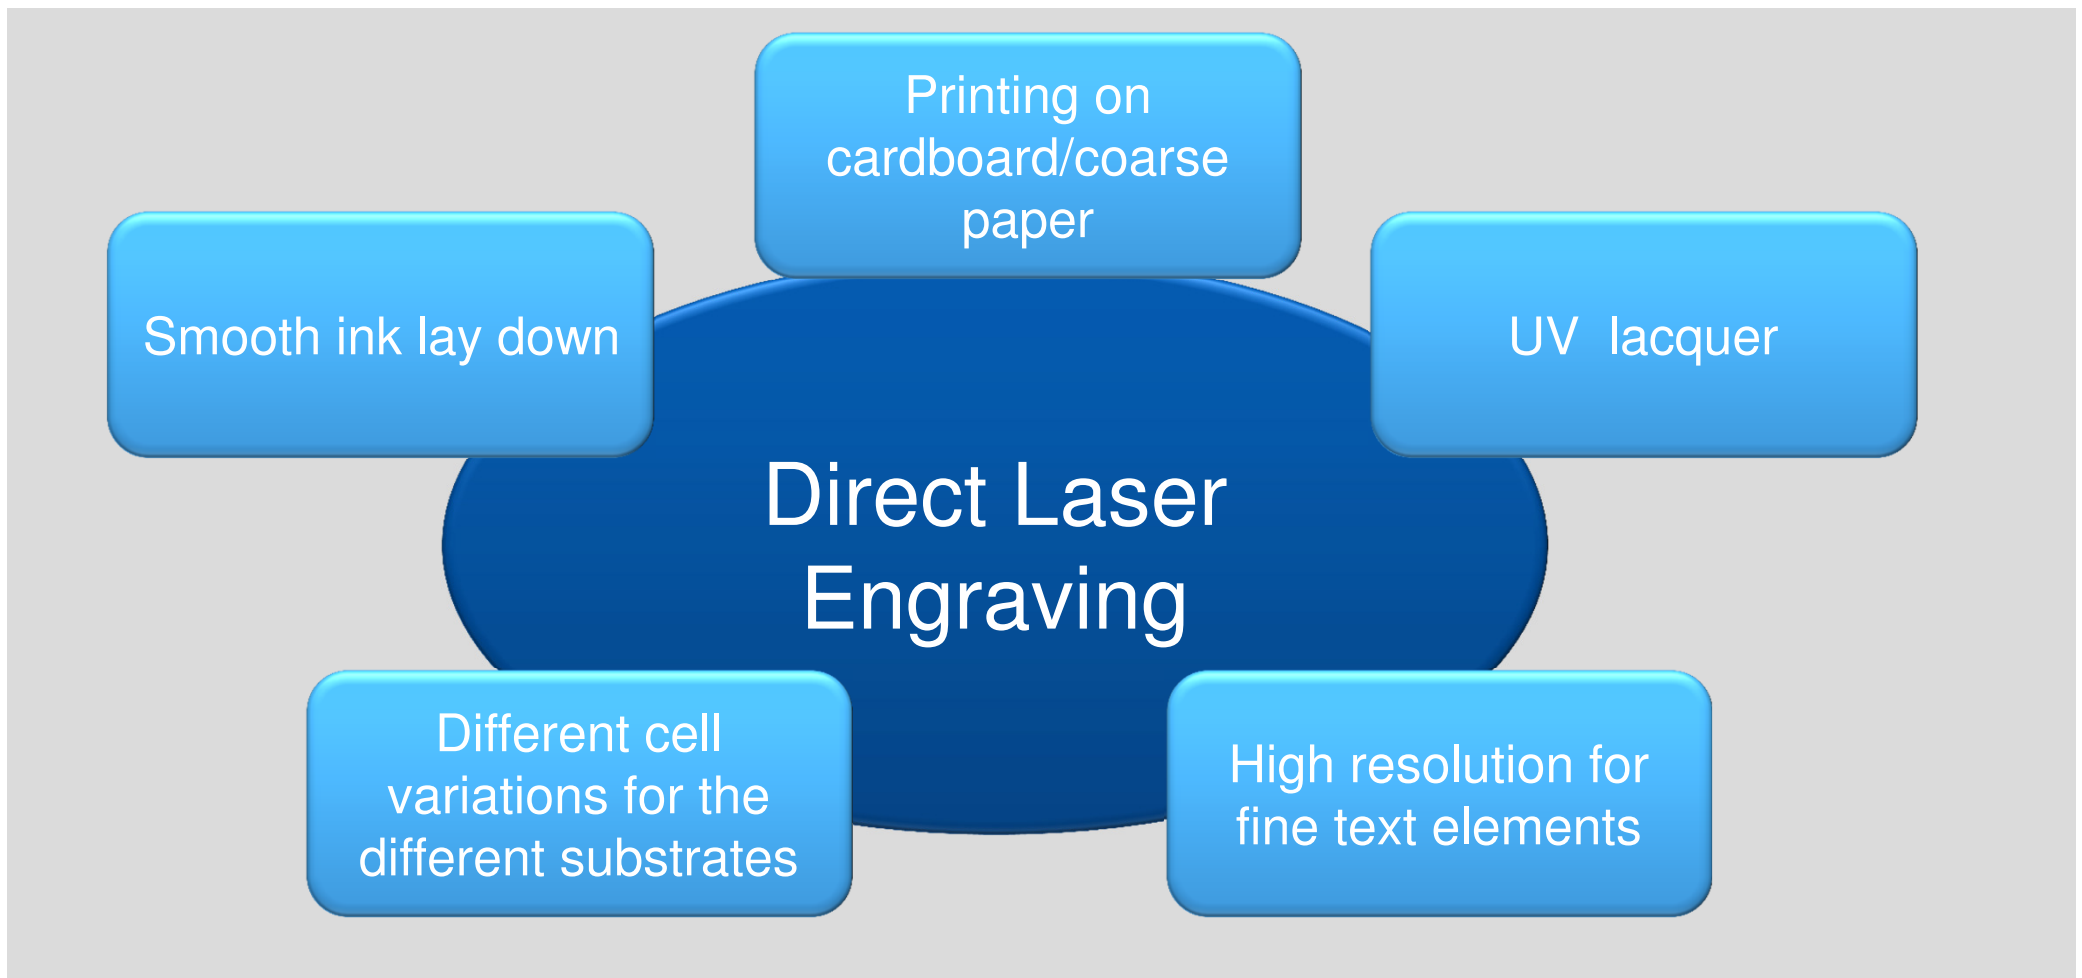 Printing on
cardboard/coarse
paper
Smooth ink lay down
UV  lacquer
Direct Laser
Engraving
Different cell
variations for the
different substrates
High resolution for
fine text elements